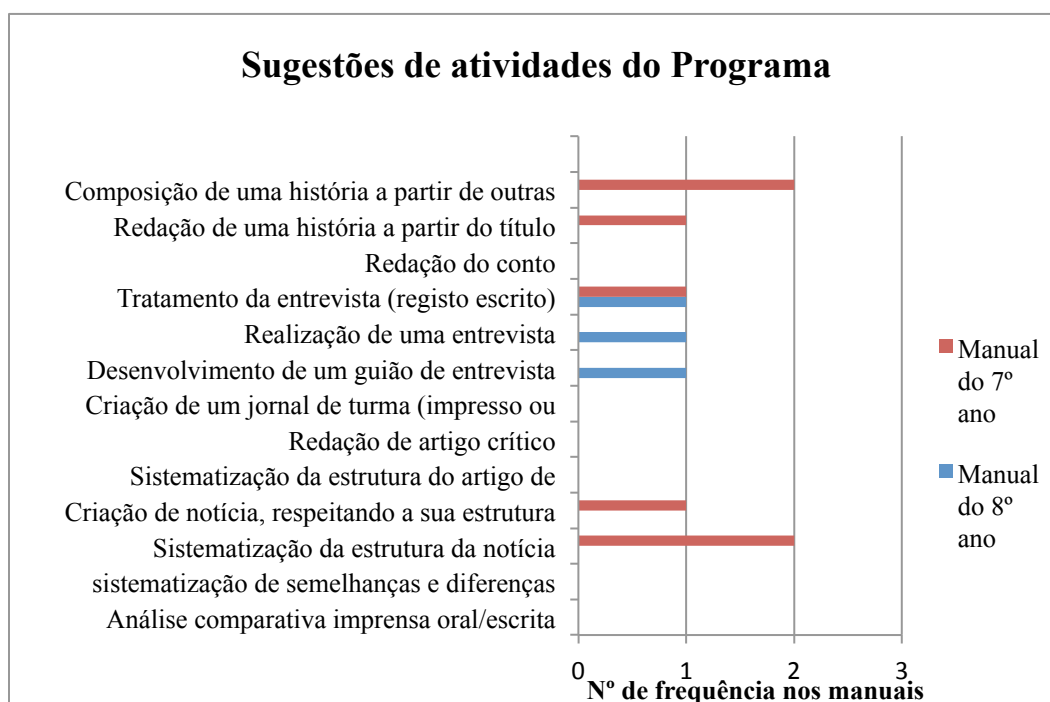 Sugestões de atividades do Programa
Composição de uma história a partir de outras
Redação de uma história a partir do título
Redação do conto
Tratamento da entrevista (registo escrito)
Realização de uma entrevista
Desenvolvimento de um guião de entrevista
Criação de um jornal de turma (impresso ou
Redação de artigo crítico
Sistematização da estrutura do artigo de
Criação de notícia, respeitando a sua estrutura
Sistematização da estrutura da notícia
sistematização de semelhanças e diferenças
Análise comparativa imprensa oral/escrita
0 1 2 3
Nº de frequência nos manuais
Manual
do 7º
ano
Manual
do 8º
ano